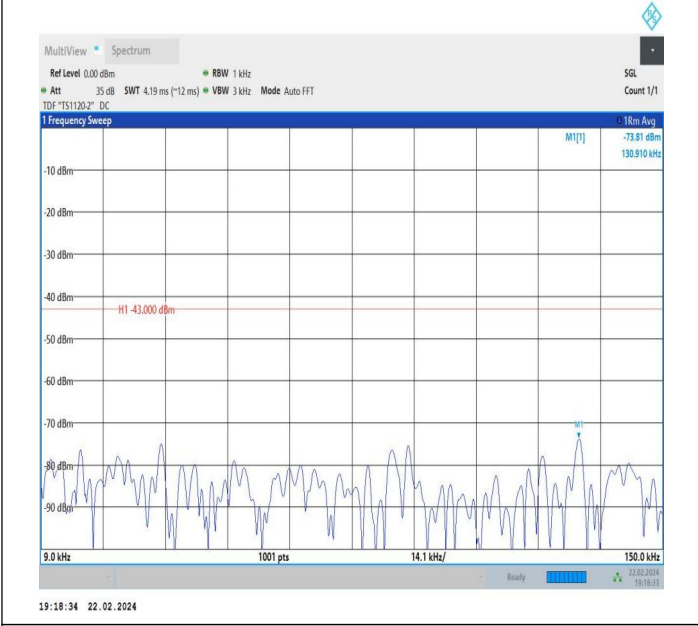 R S
MultiView Spectrum
Ref Level 0.00 dBm RBW 1 kHz SGL
Att 35 dB SWT 4.19 ms (~12 ms) VBW 3 kHz Mode Auto FFT Count 1/1
TDF "TS1120-2" DC
1 Frequency Sweep 1Rm Avg
M1[1] -73.81 dBm
130.910 kHz
-10 dBm
-20 dBm
-30 dBm
-40 dBm
H1 -43.000 dBm
-50 dBm
-60 dBm
-70 dBm
M1
-80 dBm
-90 dBm
9.0 kHz 1001 pts 14.1 kHz/ 150.0 kHz
Ready 22.02.2024
19:18:33
19:18:34 22.02.2024